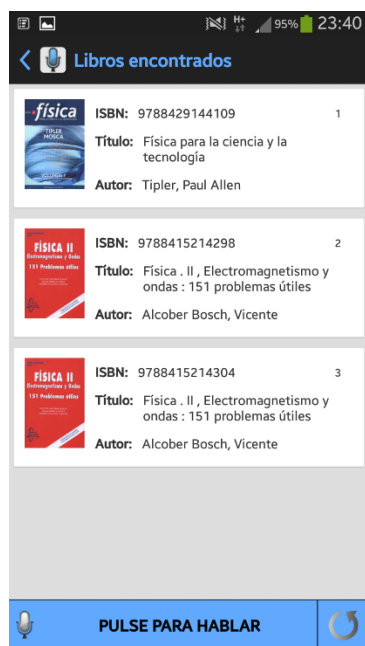 H+
95%
23:40
Libros encontrados
física
TIPLER
MOSCA
ISBN: 9788429144109
1
Título: Física para la ciencia y la
tecnología
Autor: Tipler, Paul Allen
FÍSICA II
Electromagnetismo y Ondas
151 Problemas útiles
ISBN: 9788415214298
2
Título: Física . II , Electromagnetismo y
ondas : 151 problemas útiles
Autor: Alcober Bosch, Vicente
FÍSICA II
Electromagnetismo y Ondas
151 Problemas útiles
ISBN: 9788415214304
3
Título: Física . II , Electromagnetismo y
ondas : 151 problemas útiles
Autor: Alcober Bosch, Vicente
PULSE PARA HABLAR